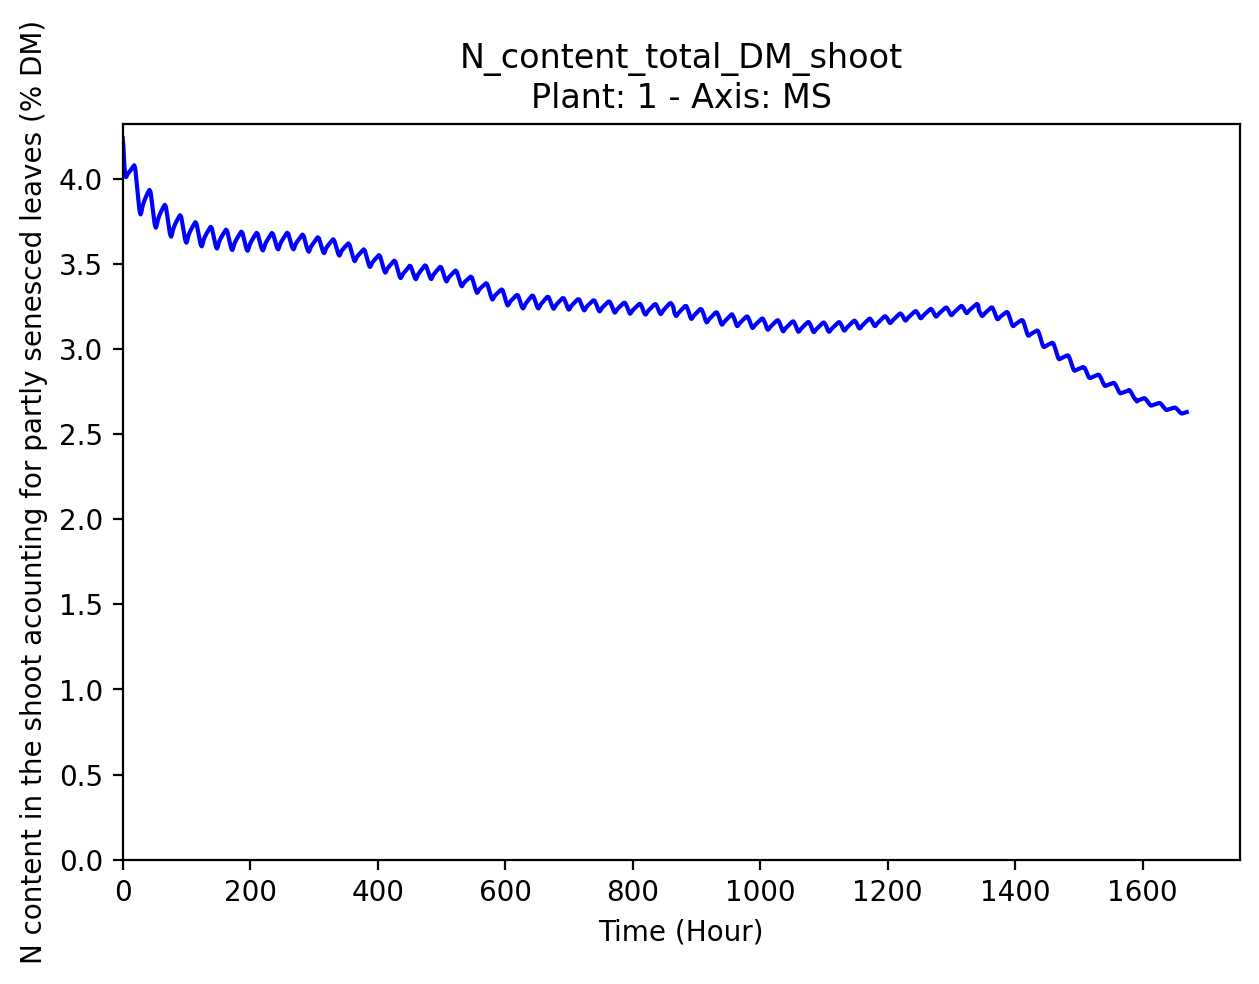 N_content_total_DM_shoot
Plant: 1 - Axis: MS
N content in the shoot acounting for partly senesced leaves (% DM)
4.0
3.5
3.0
2.5
2.0
1.5
1.0
0.5
0.0
0 200 400 600 800 1000 1200 1400 1600
Time (Hour)